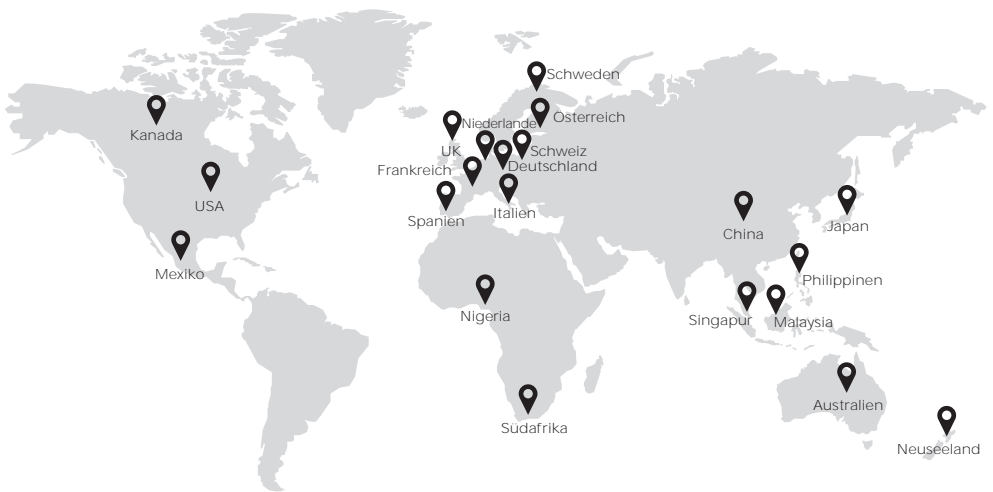 Schweden
Österreich
Niederlande
Kanada
UK
Schweiz
Deutschland
Frankreich
USA
Italien
Spanien
Japan
China
Mexiko
Philippinen
Nigeria
Singapur
Malaysia
Australien
Südafrika
Neuseeland